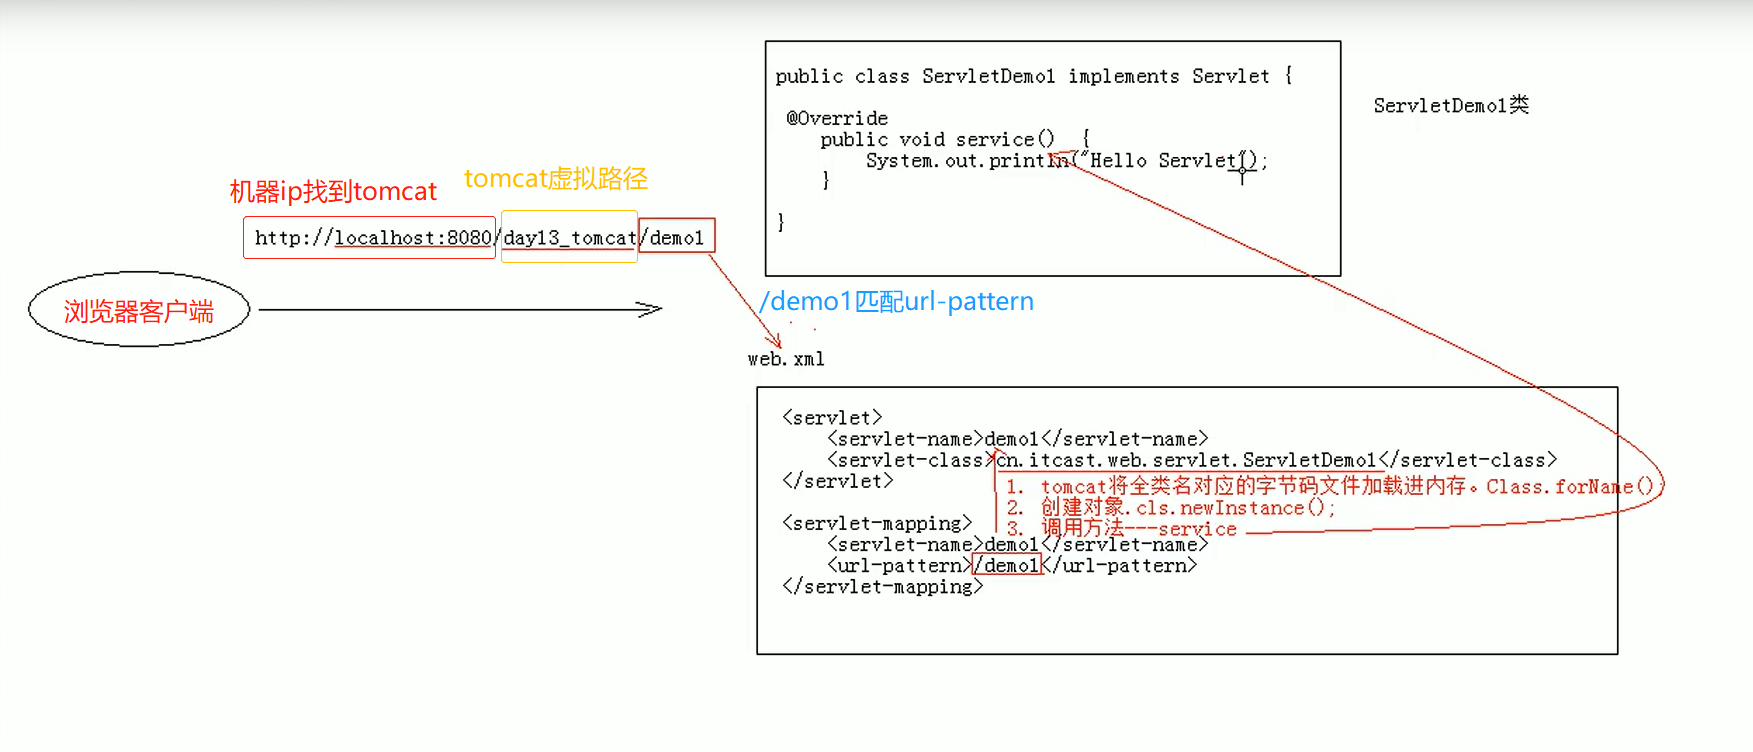 public class ServletDemo1 implements Servlet {
@Override
public void service() {
System.out.println("Hello Servlet");
}
}
ServletDemo1类
机器ip找到tomcat
tomcat虚拟路径
http://localhost:8080/day13_tomcat/demo1
浏览器客户端
/demo1匹配url-pattern
web.xml
<servlet>
<servlet-name>demo1</servlet-name>
<servlet-class>cn.itcast.web.servlet.ServletDemo1</servlet-class>
</servlet>
1. tomcat将全类名对应的字节码文件加载进内存。Class.forName()
2. 创建对象.cls.newInstance();
3. 调用方法---service
<servlet-mapping>
<servlet-name>demo1</servlet-name>
<url-pattern>/demo1</url-pattern>
</servlet-mapping>